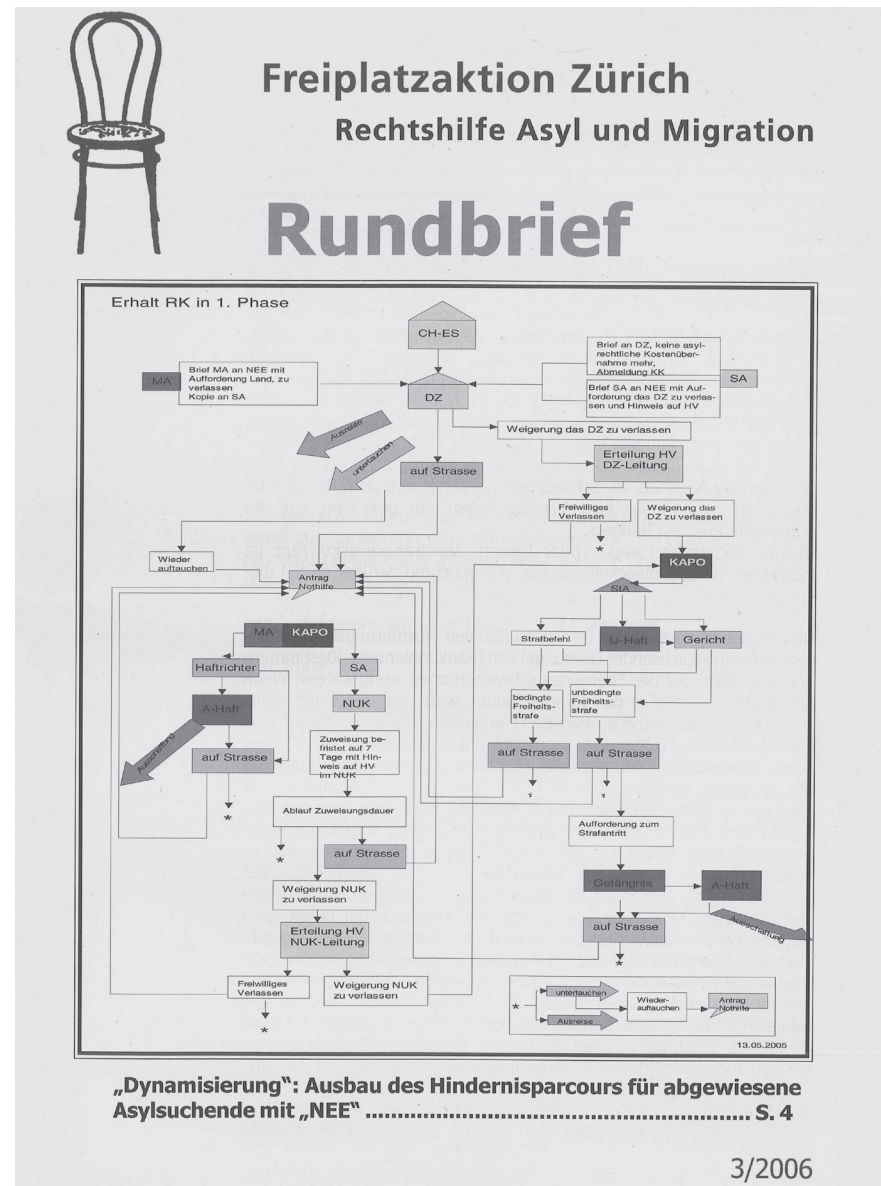 Freiplatzaktion Zürich
Rechtshilfe Asyl und Migration
Rundbrief
Erhalt RK in 1. Phase
CH-ES
MA
Brief MA an NEE mit
Aufforderung Land, zu
verlassen
Kopie an SA
DZ
Brief an DZ, keine asyl-
rechtliche Kostenüber-
nahme mehr,
Abmeldung KK
Brief SA an NEE mit Auf-
forderung das DZ zu verlas-
sen und Hinweis auf HV
SA
Ausreise
untertauchen
auf Strasse
Weigerung das DZ zu verlassen
Erteilung HV
DZ-Leitung
Freiwilliges
Verlassen
*
Weigerung das
DZ zu verlassen
KAPO
Wieder
auftauchen
Antrag
Nothilfe
StA
Strafbefehl
U-Haft
Gericht
MA
KAPO
Haftrichter
SA
A-Haft
NUK
bedingte
Freiheits-
strafe
unbedingte
Freiheits-
strafe
Ausschaffung
auf Strasse
*
Zuweisung be-
fristet auf 7
Tage mit Hin-
weis auf HV
im NUK
auf Strasse
auf Strasse
Ablauf Zuweisungsdauer
*
auf Strasse
Aufforderung zum
Strafantritt
Weigerung NUK
zu verlassen
Gefängnis
A-Haft
Erteilung HV
NUK-Leitung
auf Strasse
*
Ausschaffung
Freiwilliges
Verlassen
*
Weigerung NUK
zu verlassen
*
untertauchen
Ausreise
Wieder-
auftauchen
Antrag
Nothilfe
13.05.2005
„Dynamisierung“: Ausbau des Hindernisparcours für abgewiesene
Asylsuchende mit „NEE“ ............................................................ S. 4
3/2006